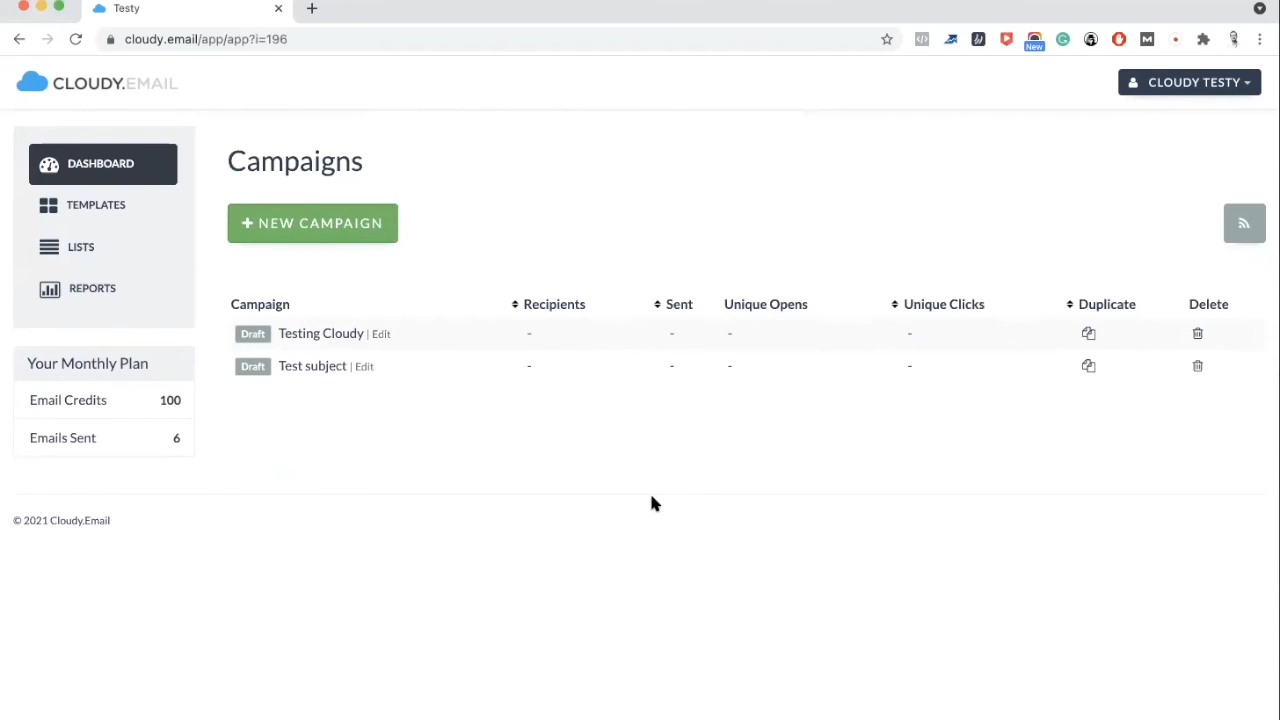 Testy
cloudy.email/app/app?i=196
New
CLOUDY.EMAIL
CLOUDY TESTY
DASHBOARD
TEMPLATES
LISTS
REPORTS
Your Monthly Plan
Email Credits 100
Emails Sent 6
Campaigns
+ NEW CAMPAIGN
Campaign Recipients Sent Unique Opens Unique Clicks Duplicate Delete
Draft Testing Cloudy | Edit - - - -
Draft Test subject | Edit - - - -
© 2021 Cloudy.Email